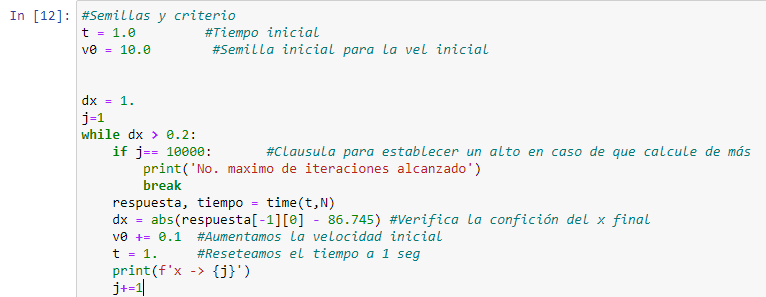 In [12]: #Semillas y criterio
t = 1.0 #Tiempo inicial
v0 = 10.0 #Semilla inicial para la vel inicial
dx = 1.
j=1
while dx > 0.2:
if j== 10000: #Clausula para establecer un alto en caso de que calcule de más
print('No. maximo de iteraciones alcanzado')
break
respuesta, tiempo = time(t,N)
dx = abs(respuesta[-1][0] - 86.745) #Verifica la confición del x final
v0 += 0.1 #Aumentamos la velocidad inicial
t = 1. #Reseteamos el tiempo a 1 seg
print(f'x -> {j}')
j+=1